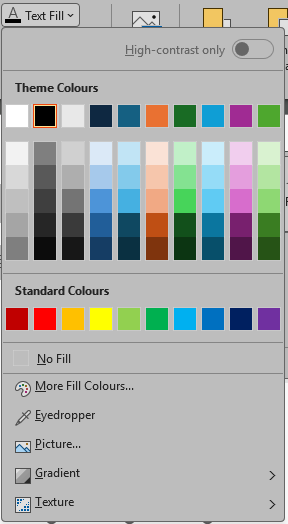 A Text Fill
High-contrast only
Theme Colours
Standard Colours
No Fill
More Fill Colours...
Eyedropper
Picture...
Gradient
Texture